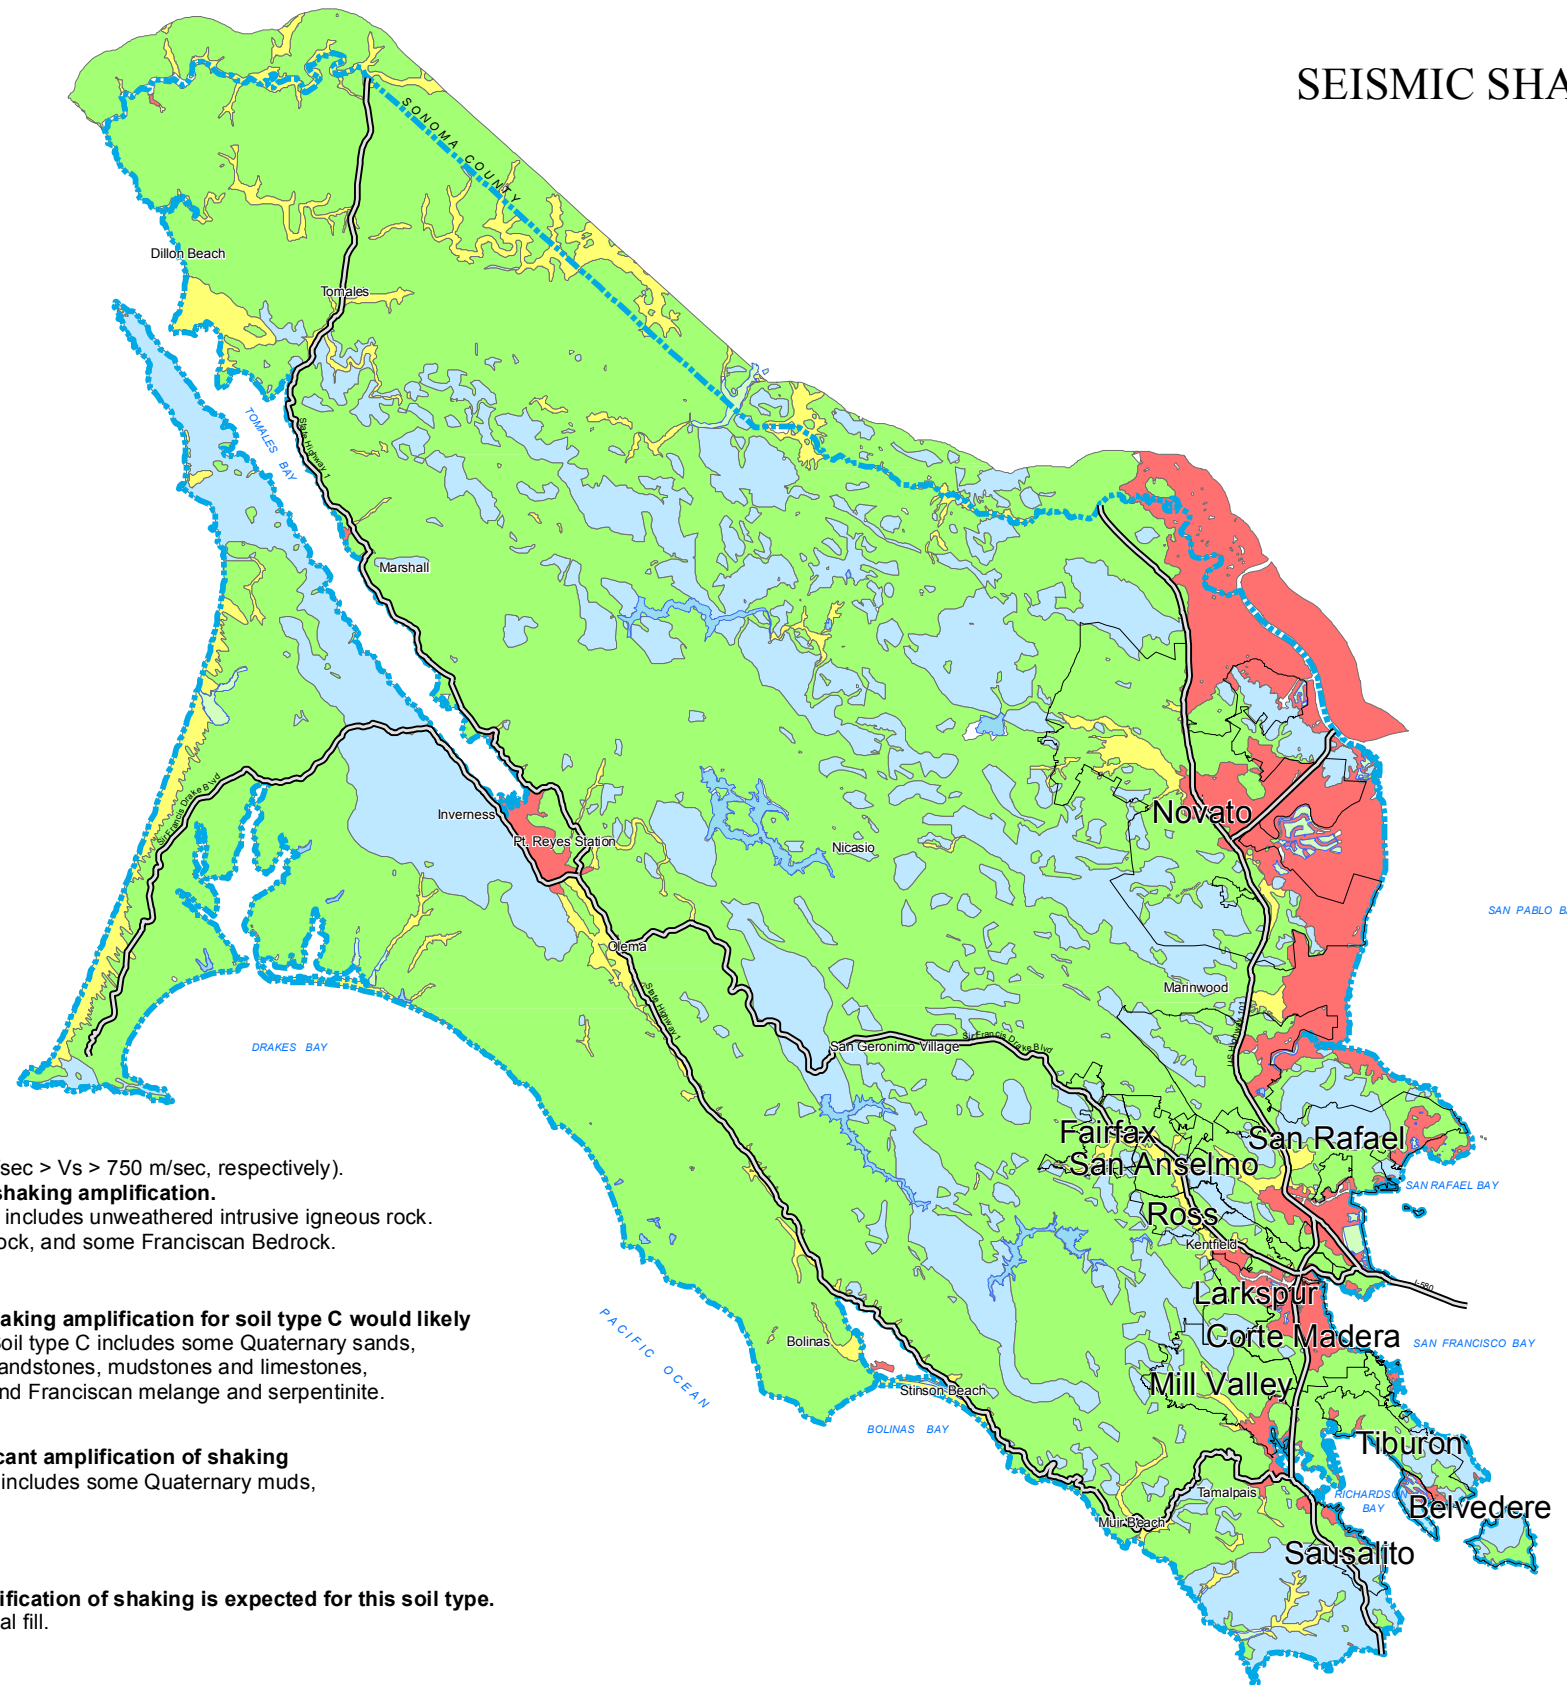 SEISMIC SHA
SONOMA COUNTY
Dillon Beach
Tomales
TOMALES BAY
State Highway 1
Marshall
Sir Francis Drake Blvd
Inverness
Pt. Reyes Station
Nicasio
Novato
SAN PABLO B
Olema
State Highway 1
Marinwood
US Highway 101
DRAKES BAY
San Geronimo Village
Sir Francis Drake Blvd
Fairfax
San Rafael
San Anselmo
SAN RAFAEL BAY
Ross
Kentfield
I-580
Larkspur
Corte Madera
SAN FRANCISCO BAY
Mill Valley
PACIFIC OCEAN
Bolinas
Stinson Beach
BOLINAS BAY
Tiburon
Tamalpais
RICHARDSON
BAY
Belvedere
Muir Beach
Sausalito
/sec > Vs > 750 m/sec, respectively).
shaking amplification.
includes unweathered intrusive igneous rock.
ock, and some Franciscan Bedrock.
aking amplification for soil type C would likely
Soil type C includes some Quaternary sands,
andstones, mudstones and limestones,
nd Franciscan melange and serpentinite.
cant amplification of shaking
includes some Quaternary muds,
ification of shaking is expected for this soil type.
al fill.